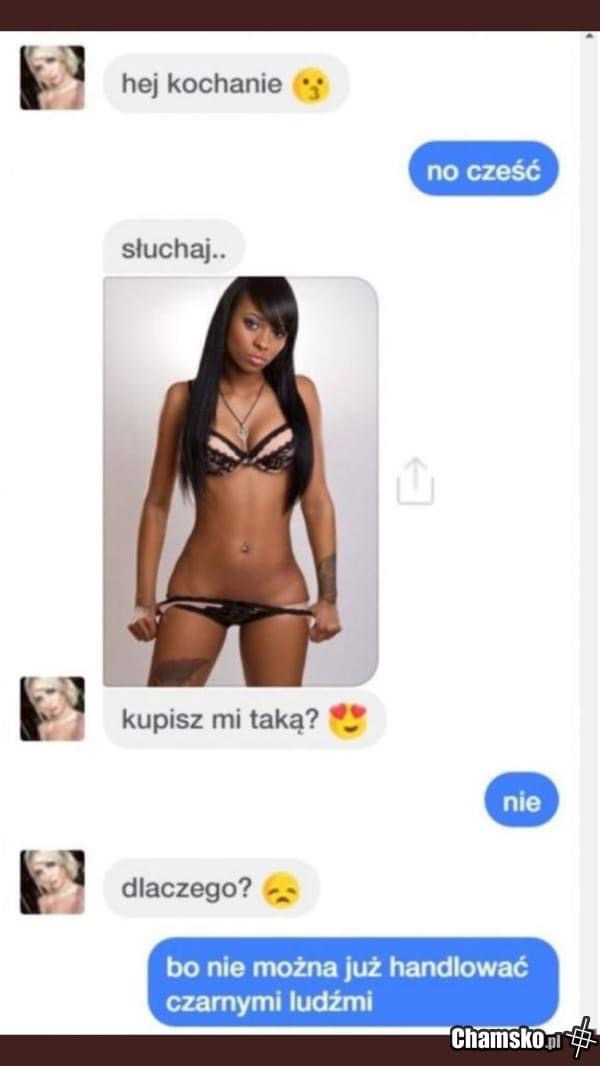 hej kochanie 😗
no cześć
słuchaj..
kupisz mi taką? 😍
nie
dlaczego? 😞
bo nie można już handlować
czarnymi ludźmi
Chamsko.pl